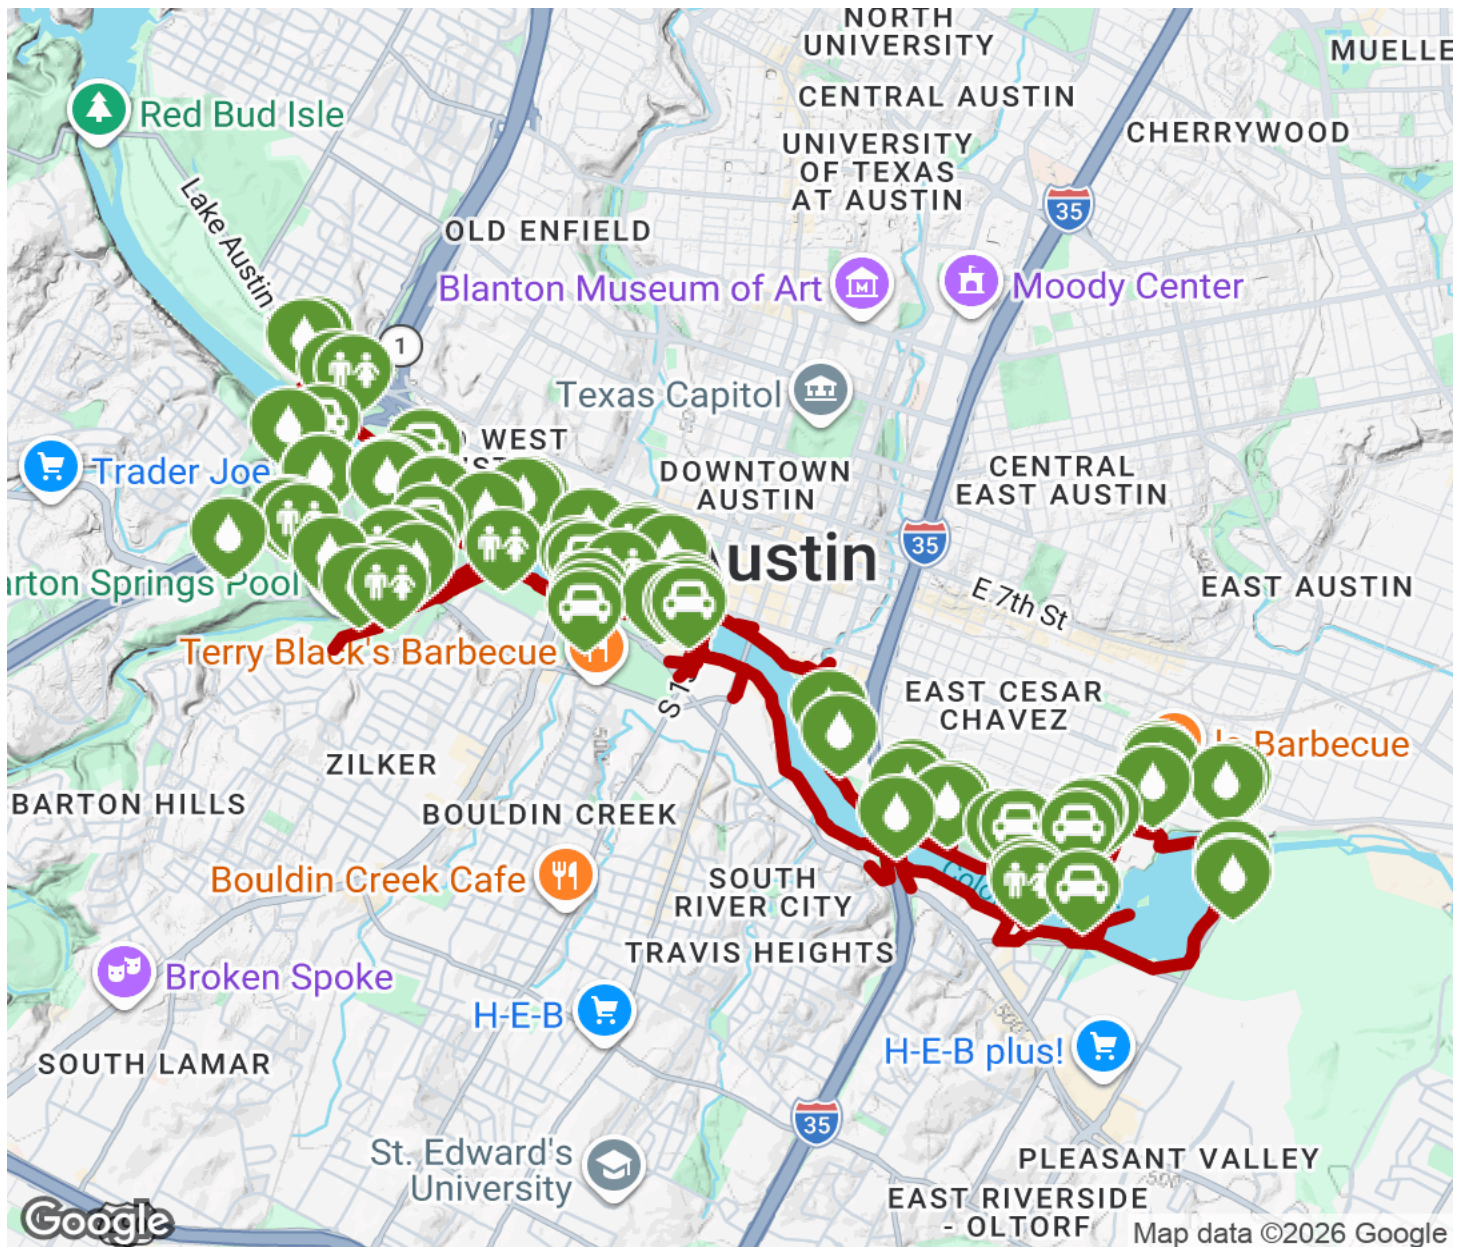 NORTH
UNIVERSITY
MUELLE
CENTRAL AUSTIN
Red Bud Isle
CHERRYWOOD
UNIVERSITY
OF TEXAS
AT AUSTIN
35
Lake Austin
OLD ENFIELD
Blanton Museum of Art
Moody Center
1
Texas Capitol
WEST
Trader Joe
DOWNTOWN
AUSTIN
CENTRAL
EAST AUSTIN
ustin
35
E 7th St
EAST AUSTIN
arton Springs Pool
Terry Black's Barbecue
S 1
EAST CESAR
CHAVEZ
la Barbecue
ZILKER
BARTON HILLS
BOULDIN CREEK
Bouldin Creek Cafe
SOUTH
RIVER CITY
Colo
TRAVIS HEIGHTS
Broken Spoke
H-E-B
H-E-B plus!
SOUTH LAMAR
35
St. Edward's
University
PLEASANT VALLEY
EAST RIVERSIDE
- OLTORF
Google
Map data ©2026 Google